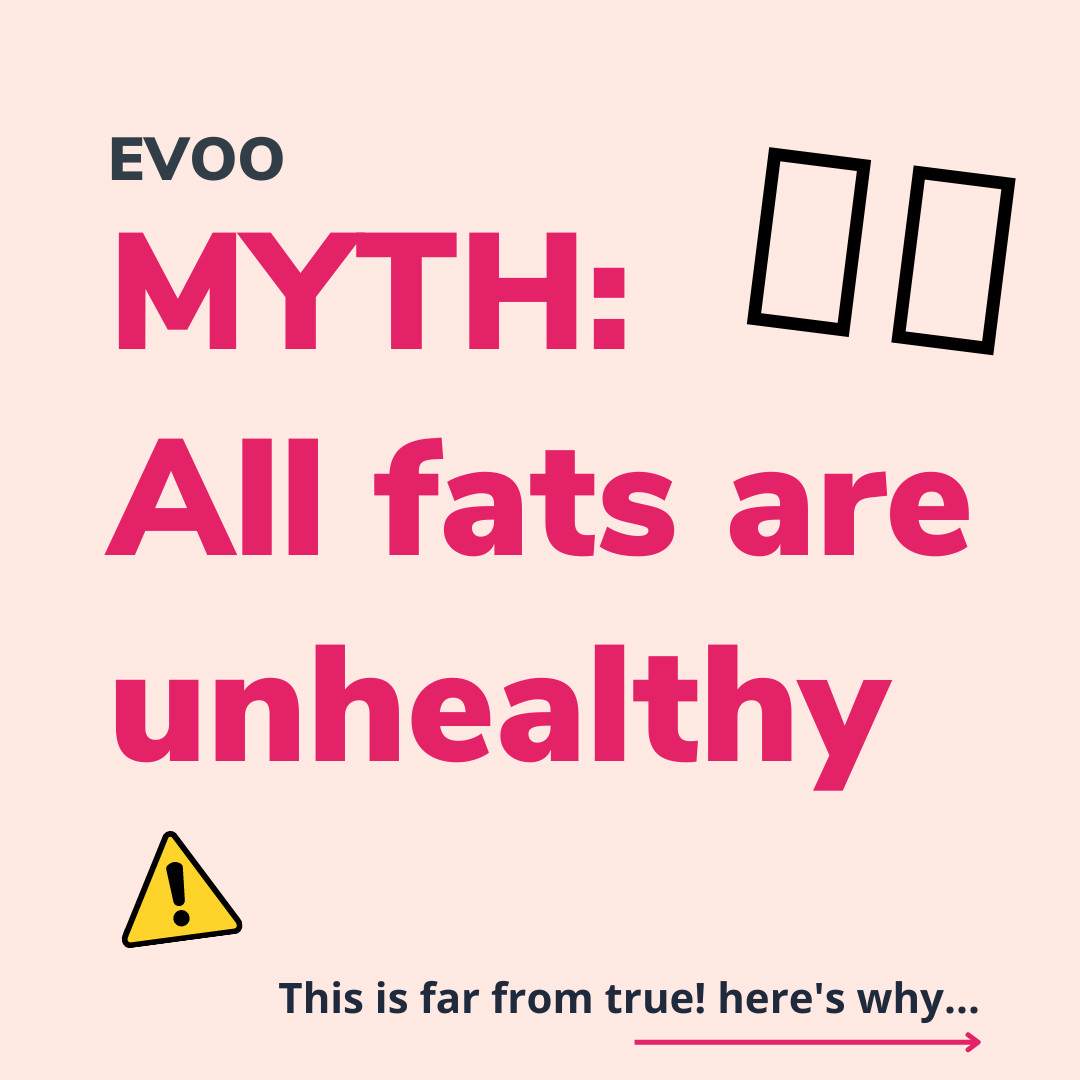 EVOO
MYTH:
All fats are
unhealthy
This is far from true! here's why...